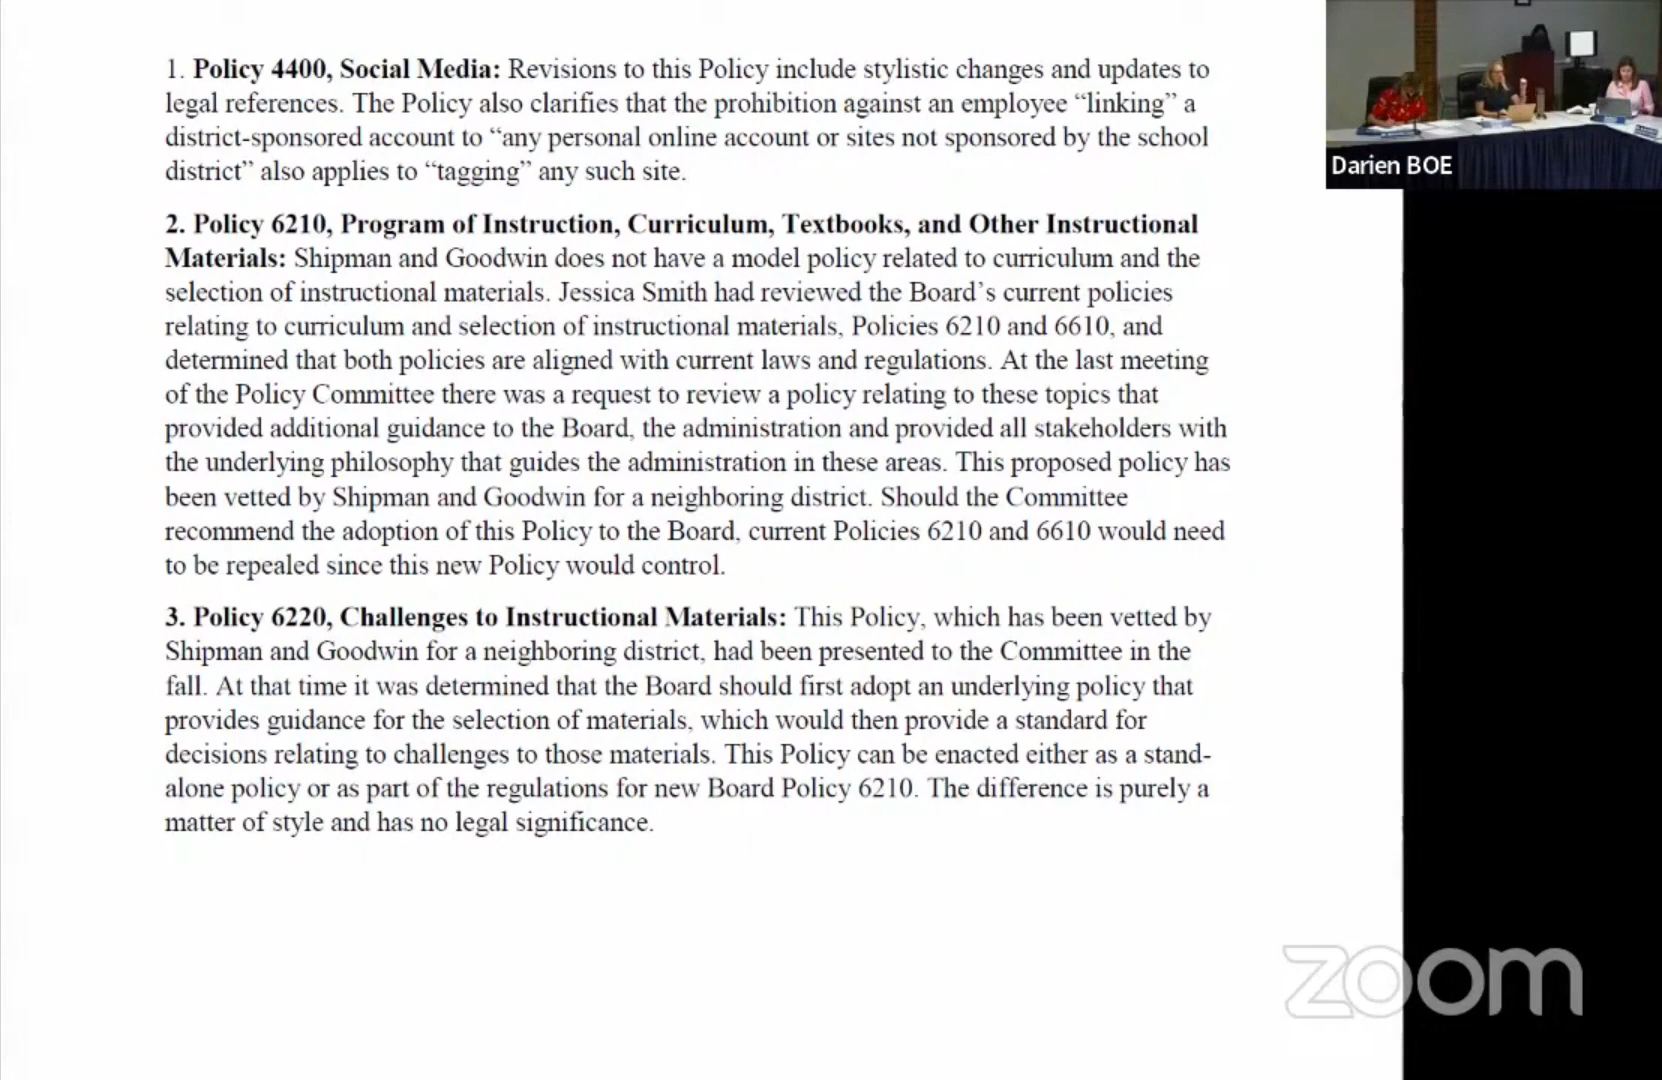 1. Policy 4400, Social Media: Revisions to this Policy include stylistic changes and updates to
legal references. The Policy also clarifies that the prohibition against an employee “linking” a
district-sponsored account to “any personal online account or sites not sponsored by the school
district” also applies to “tagging” any such site.
2. Policy 6210, Program of Instruction, Curriculum, Textbooks, and Other Instructional
Materials: Shipman and Goodwin does not have a model policy related to curriculum and the
selection of instructional materials. Jessica Smith had reviewed the Board’s current policies
relating to curriculum and selection of instructional materials, Policies 6210 and 6610, and
determined that both policies are aligned with current laws and regulations. At the last meeting
of the Policy Committee there was a request to review a policy relating to these topics that
provided additional guidance to the Board, the administration and provided all stakeholders with
the underlying philosophy that guides the administration in these areas. This proposed policy has
been vetted by Shipman and Goodwin for a neighboring district. Should the Committee
recommend the adoption of this Policy to the Board, current Policies 6210 and 6610 would need
to be repealed since this new Policy would control.
3. Policy 6220, Challenges to Instructional Materials: This Policy, which has been vetted by
Shipman and Goodwin for a neighboring district, had been presented to the Committee in the
fall. At that time it was determined that the Board should first adopt an underlying policy that
provides guidance for the selection of materials, which would then provide a standard for
decisions relating to challenges to those materials. This Policy can be enacted either as a stand-
alone policy or as part of the regulations for new Board Policy 6210. The difference is purely a
matter of style and has no legal significance.
Darien BOE
zoom